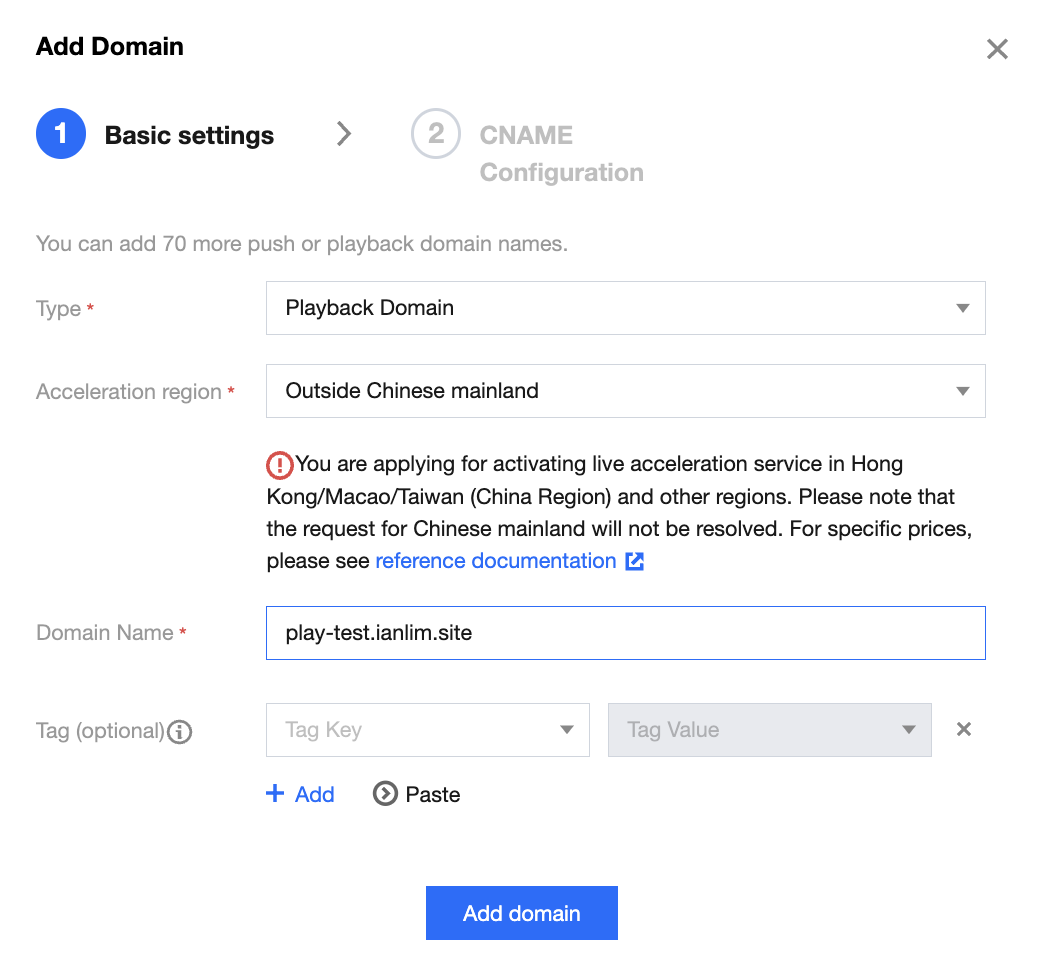 Add Domain
1 Basic settings
2 CNAME
Configuration
You can add 70 more push or playback domain names.
Type * Playback Domain
Acceleration region * Outside Chinese mainland
You are applying for activating live acceleration service in Hong
Kong/Macao/Taiwan (China Region) and other regions. Please note that
the request for Chinese mainland will not be resolved. For specific prices,
please see reference documentation
Domain Name * play-test.ianlim.site
Tag (optional) Tag Key Tag Value
+ Add Paste
Add domain